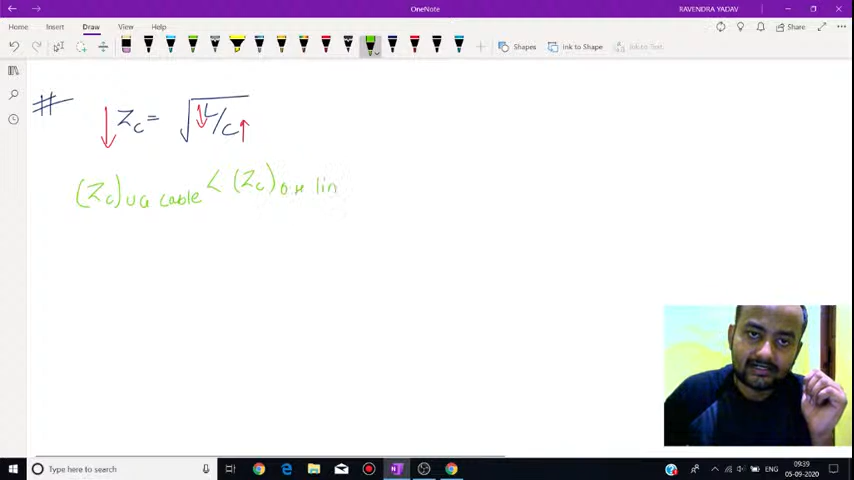 OneNote
RAVENDRA YADAV
Home Insert Draw View Help
Share
Shapes Ink to Shape Ink to Text
# ↓ Zc = √L↓/C↑
(Zc)UG cable < (Zc)OH lin
Type here to search
ENG
09:39
05-09-2020